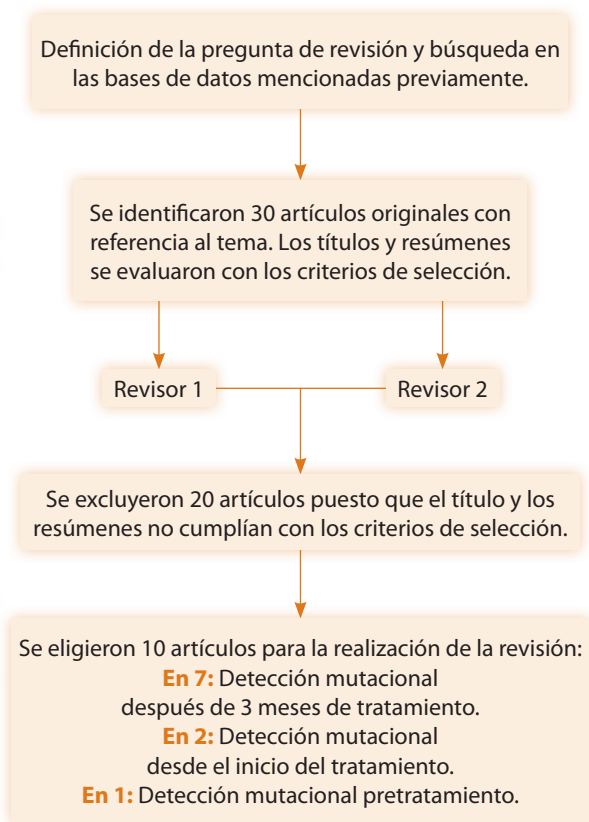 Definición de la pregunta de revisión y búsqueda en
las bases de datos mencionadas previamente.
Se identificaron 30 artículos originales con
referencia al tema. Los títulos y resúmenes
se evaluaron con los criterios de selección.
Revisor 1
Revisor 2
Se excluyeron 20 artículos puesto que el título y los
resúmenes no cumplían con los criterios de selección.
Se eligieron 10 artículos para la realización de la revisión:
En 7: Detección mutacional
después de 3 meses de tratamiento.
En 2: Detección mutacional
desde el inicio del tratamiento.
En 1: Detección mutacional pretratamiento.